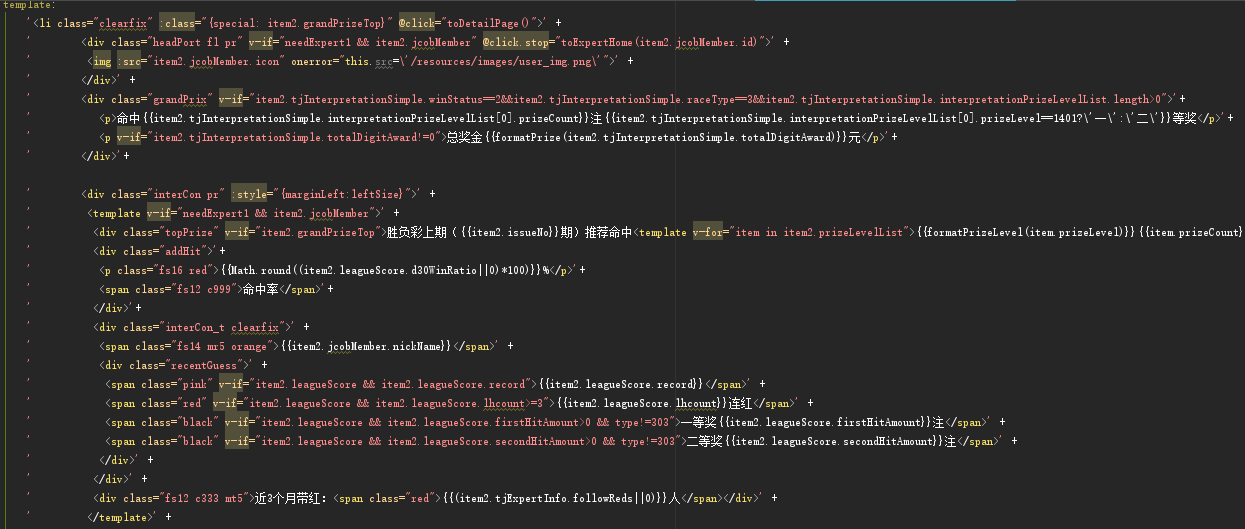 template:
'<li class="clearfix" :class="{special: item2.grandPrizeTop}" @click="toDetailPage()">' +
' <div class="headPort fl pr" v-if="needExpert1 && item2.jcobMember" @click.stop="toExpertHome(item2.jcobMember.id)">' +
' <img :src="item2.jcobMember.icon" onerror="this.src=\'/resources/images/user_img.png\'">' +
' </div>' +
' <div class="grandPrix" v-if="item2.tjInterpretationSimple.winStatus==2&&item2.tjInterpretationSimple.raceType==3&&item2.tjInterpretationSimple.interpretationPrizeLevelList.length>0">'+
' <p>命中{{item2.tjInterpretationSimple.interpretationPrizeLevelList[0].prizeCount}}注{{item2.tjInterpretationSimple.interpretationPrizeLevelList[0].prizeLevel==1401?\'一\':\'二\'}}等奖</p>'+
' <p v-if="item2.tjInterpretationSimple.totalDigitAward!=0">总奖金{{formatPrize(item2.tjInterpretationSimple.totalDigitAward)}}元</p>'+
' </div>'+
' <div class="interCon pr" :style="{marginLeft:leftSize}">' +
' <template v-if="needExpert1 && item2.jcobMember">' +
' <div class="topPrize" v-if="item2.grandPrizeTop">胜负彩上期（{{item2.issueNo}}期）推荐命中<template v-for="item in item2.prizeLevelList">{{formatPrizeLevel(item.prizeLevel)}}{{item.prizeCount}
' <div class="addHit">'+
' <p class="fs16 red">{{Math.round((item2.leagueScore.d30WinRatio||0)*100)}}%</p>'+
' <span class="fs12 c999">命中率</span>'+
' </div>'+
' <div class="interCon_t clearfix">' +
' <span class="fs14 mr5 orange">{{item2.jcobMember.nickName}}</span>' +
' <div class="recentGuess">' +
' <span class="pink" v-if="item2.leagueScore && item2.leagueScore.record">{{item2.leagueScore.record}}</span>' +
' <span class="red" v-if="item2.leagueScore && item2.leagueScore.lhcount>=3">{{item2.leagueScore.lhcount}}连红</span>' +
' <span class="black" v-if="item2.leagueScore && item2.leagueScore.firstHitAmount>0 && type!=303">一等奖{{item2.leagueScore.firstHitAmount}}注</span>' +
' <span class="black" v-if="item2.leagueScore && item2.leagueScore.secondHitAmount>0 && type!=303">二等奖{{item2.leagueScore.secondHitAmount}}注</span>' +
' </div>' +
' </div>' +
' <div class="fs12 c333 mt5">近3个月带红：<span class="red">{{(item2.tjExpertInfo.followReds||0)}}人</span></div>' +
' </template>' +